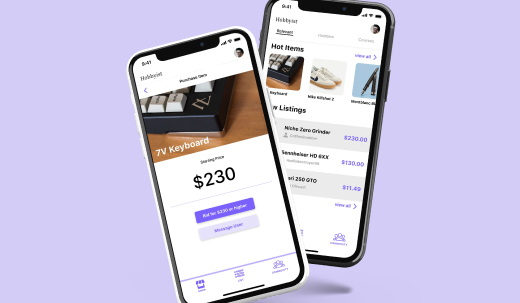 9:41
Hobbyist
Purchase Item
7V Keyboard
Starting Price
$230
Bid for $230 or higher
Message User
9:41
Hobbyist
Hot Items
view all >
Keyboard
Nike Killshot 2
Montblanc
w Listings
Niche Zero Grinder
$230.00
Sennheiser HD 6XX
$130.00
ari 250 GTO
$11.49
view all >
COMMUNITY